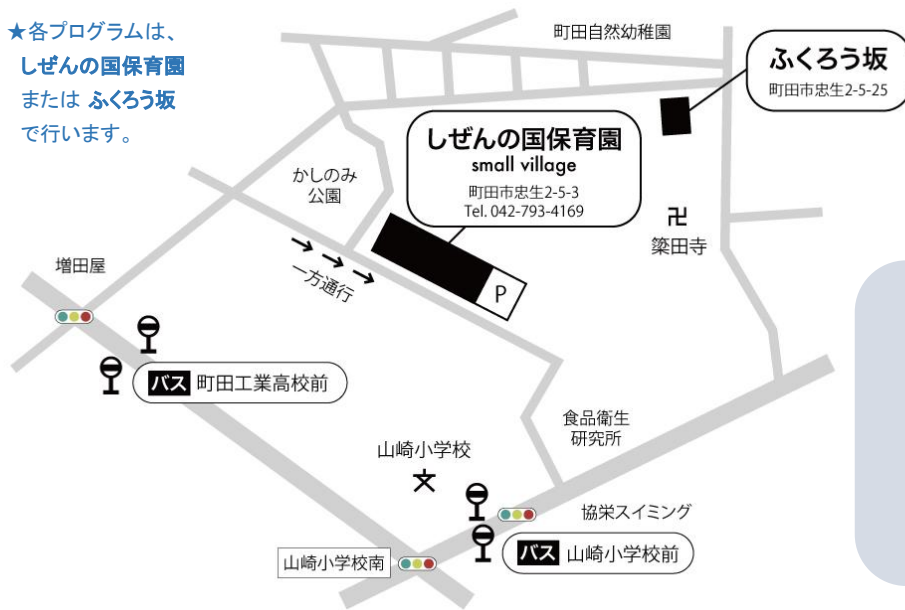 ★各プログラムは、
しぜんの国保育園
または ふくろう坂
で行います。
町田自然幼稚園
ふくろう坂
町田市忠生2-5-25
しぜんの国保育園
small village
町田市忠生2-5-3
Tel. 042-793-4169
かしのみ
公園
卍
簗田寺
一方通行
P
増田屋
バス 町田工業高校前
食品衛生
研究所
山崎小学校
文
協栄スイミング
バス 山崎小学校前
山崎小学校南